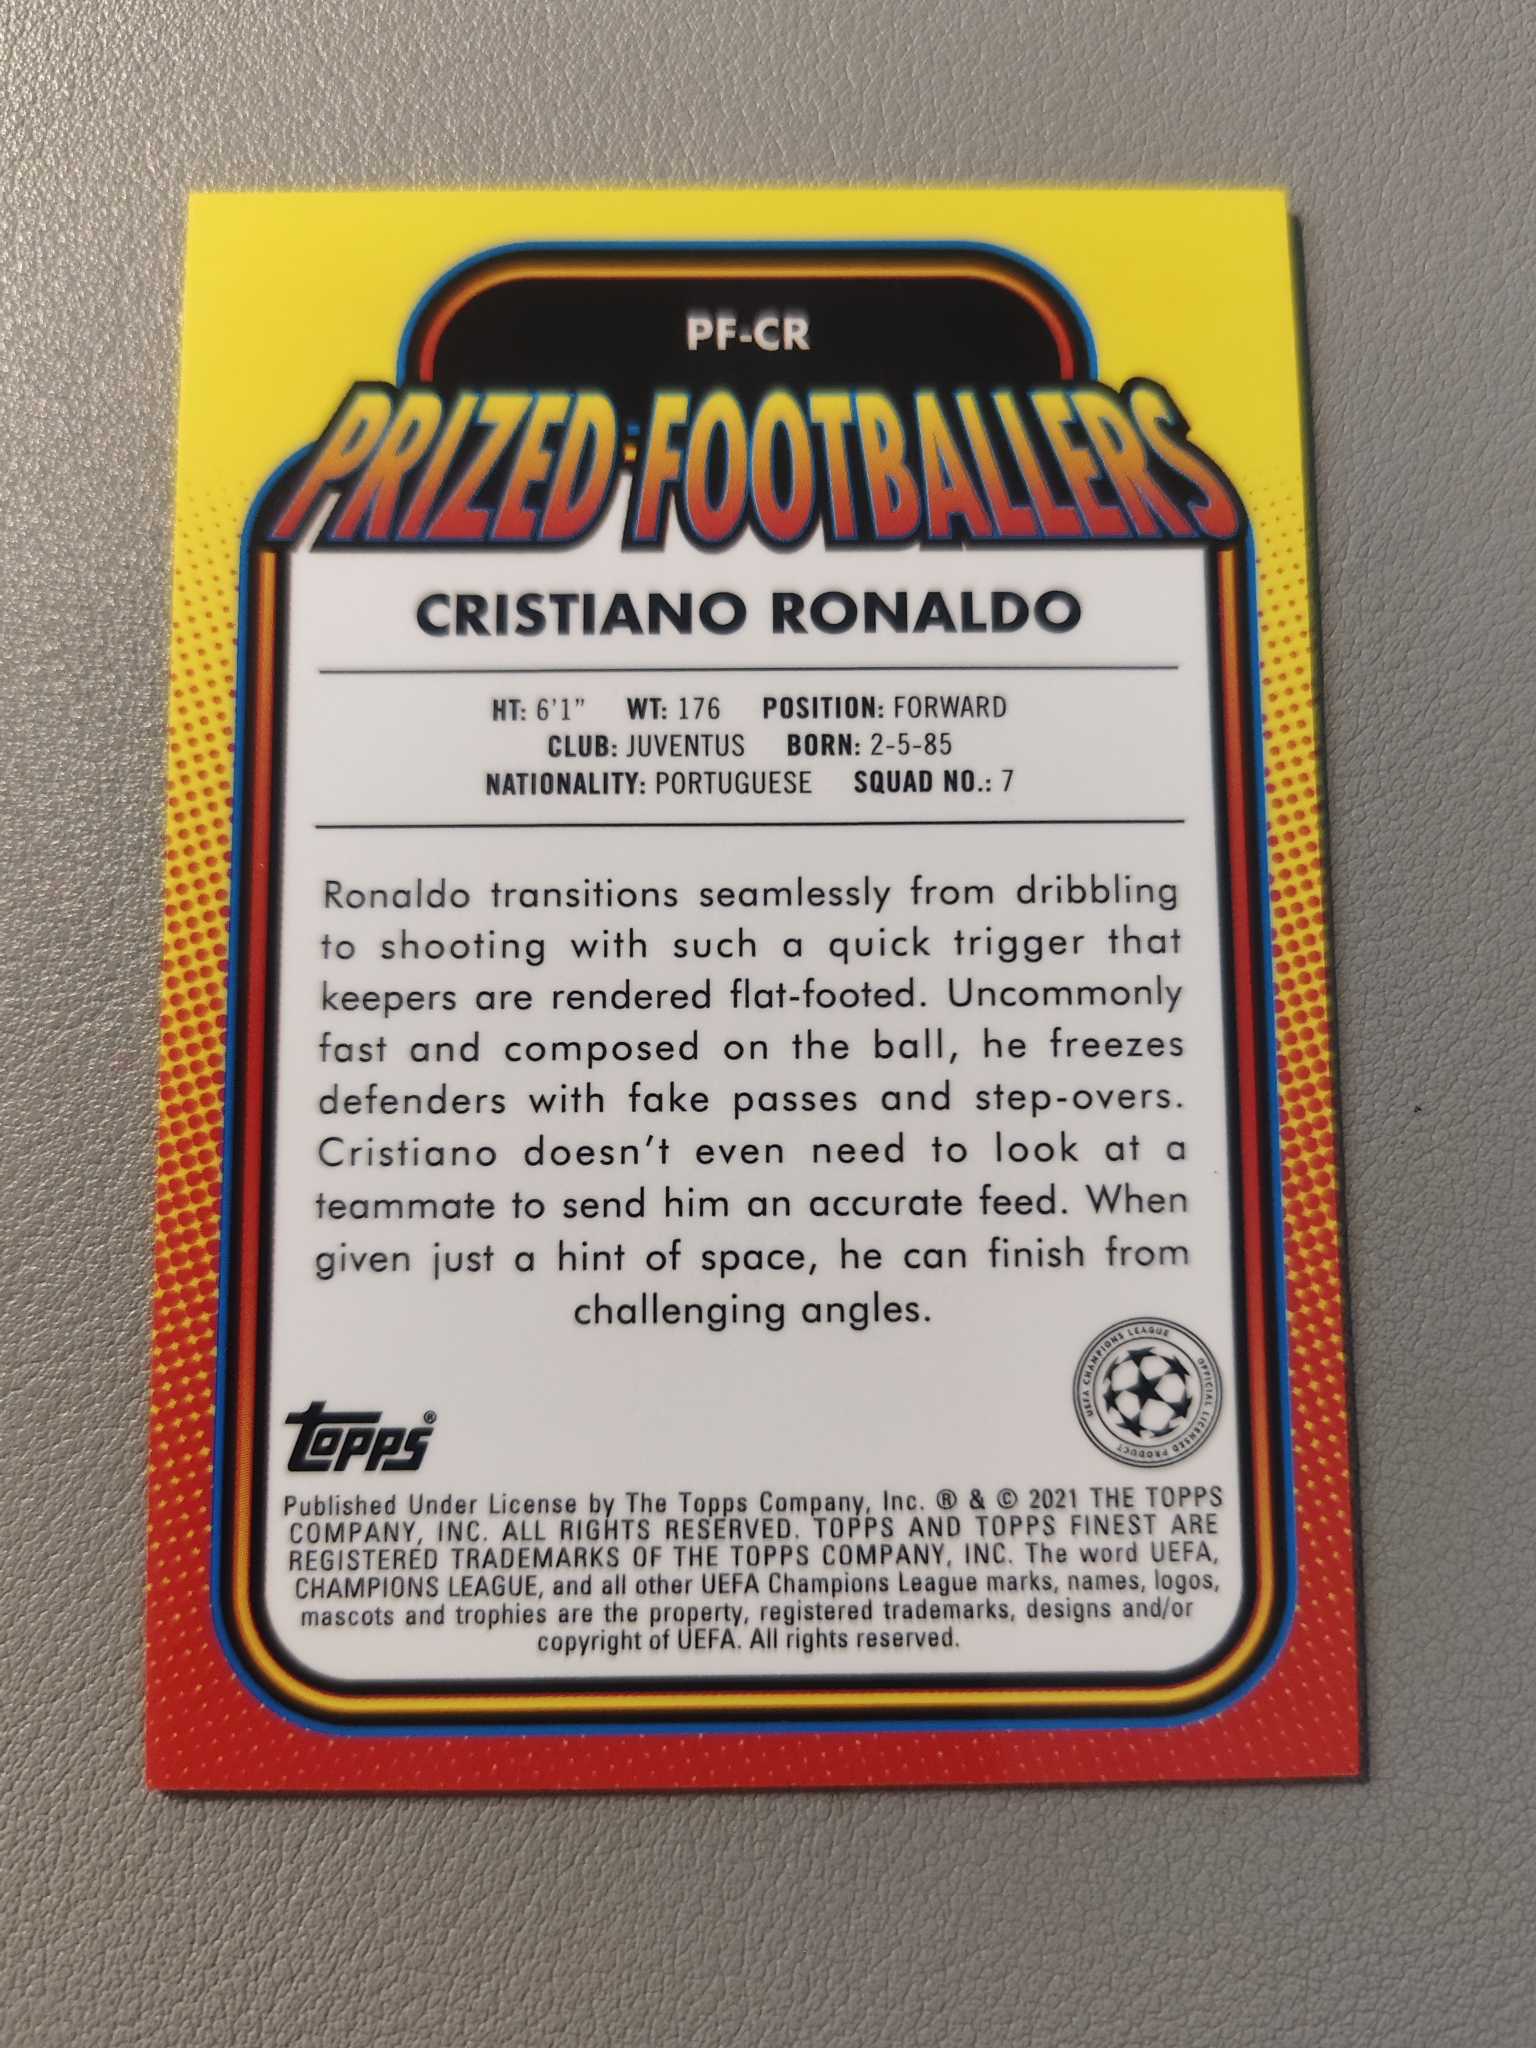 PF-CR
PRIZED FOOTBALLERS
CRISTIANO RONALDO
HT: 6'1" WT: 176 POSITION: FORWARD
CLUB: JUVENTUS BORN: 2-5-85
NATIONALITY: PORTUGUESE SQUAD NO.: 7
Ronaldo transitions seamlessly from dribbling
to shooting with such a quick trigger that
keepers are rendered flat-footed. Uncommonly
fast and composed on the ball, he freezes
defenders with fake passes and step-overs.
Cristiano doesn't even need to look at a
teammate to send him an accurate feed. When
given just a hint of space, he can finish from
challenging angles.
UEFA CHAMPIONS LEAGUE
OFFICIAL LICENSED PRODUCT
Topps®
Published Under License by The Topps Company, Inc. ® & © 2021 THE TOPPS
COMPANY, INC. ALL RIGHTS RESERVED. TOPPS AND TOPPS FINEST ARE
REGISTERED TRADEMARKS OF THE TOPPS COMPANY, INC. The word UEFA,
CHAMPIONS LEAGUE, and all other UEFA Champions League marks, names, logos,
mascots and trophies are the property, registered trademarks, designs and/or
copyright of UEFA. All rights reserved.